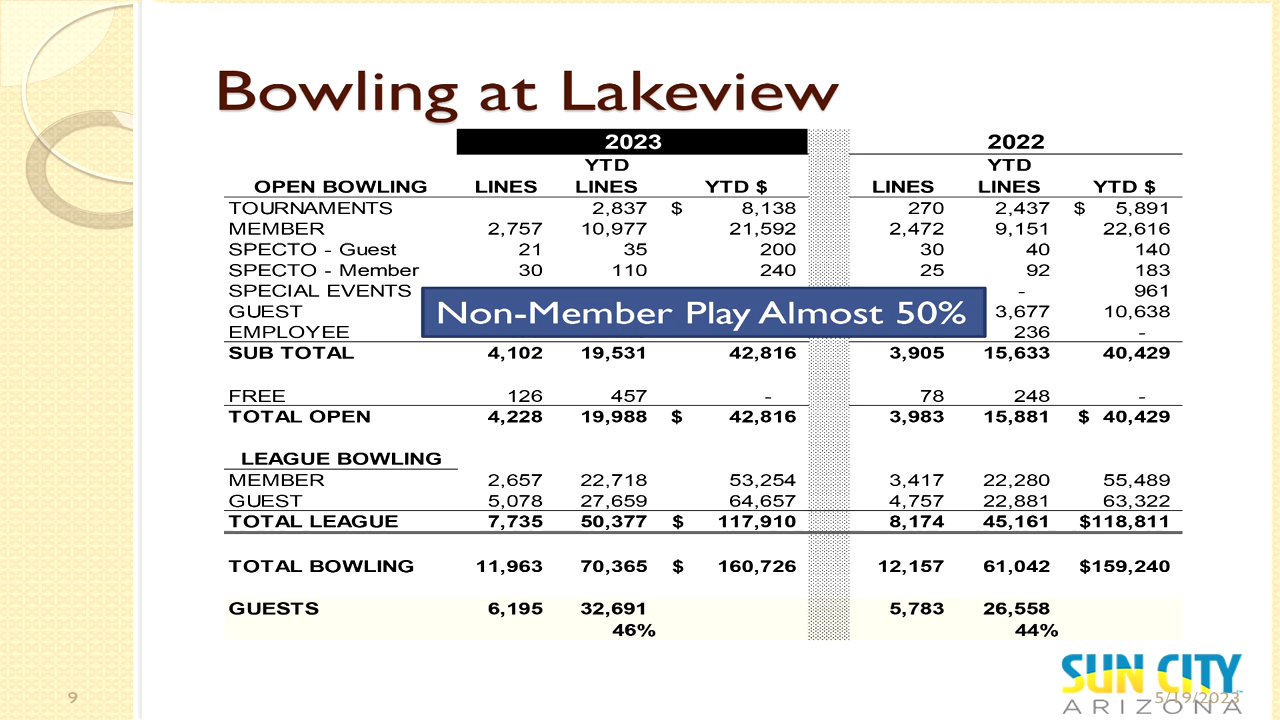 Bowling at Lakeview
2023 2022
YTD YTD
OPEN BOWLING LINES LINES YTD $ LINES LINES YTD $
TOURNAMENTS 2,837 $ 8,138 270 2,437 $ 5,891
MEMBER 2,757 10,977 21,592 2,472 9,151 22,616
SPECTO - Guest 21 35 200 30 40 140
SPECTO - Member 30 110 240 25 92 183
SPECIAL EVENTS - 961
Non-Member Play Almost 50%
GUEST 3,677 10,638
EMPLOYEE 236 -
SUB TOTAL 4,102 19,531 42,816 3,905 15,633 40,429
FREE 126 457 - 78 248 -
TOTAL OPEN 4,228 19,988 $ 42,816 3,983 15,881 $ 40,429
LEAGUE BOWLING
MEMBER 2,657 22,718 53,254 3,417 22,280 55,489
GUEST 5,078 27,659 64,657 4,757 22,881 63,322
TOTAL LEAGUE 7,735 50,377 $ 117,910 8,174 45,161 $118,811
TOTAL BOWLING 11,963 70,365 $ 160,726 12,157 61,042 $159,240
GUESTS 6,195 32,691 5,783 26,558
46% 44%
SUN CITY
9 5/19/2023
ARIZONA